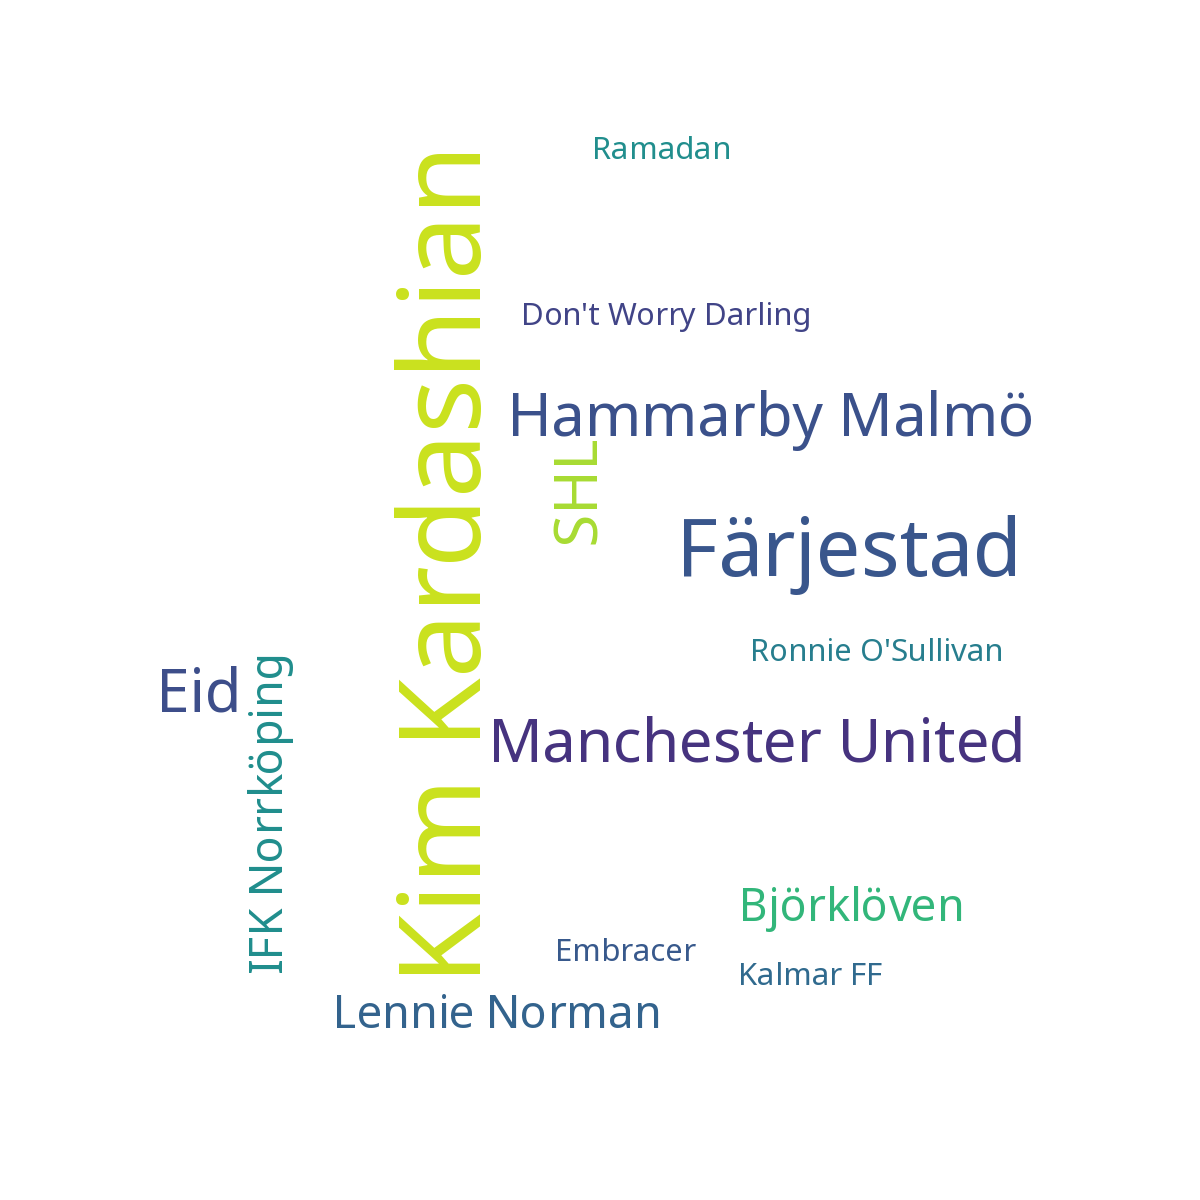 Ramadan
Kim Kardashian
Don't Worry Darling
Hammarby Malmö
SHL
Färjestad
Ronnie O'Sullivan
Eid
IFK Norrköping
Manchester United
Björklöven
Embracer
Kalmar FF
Lennie Norman